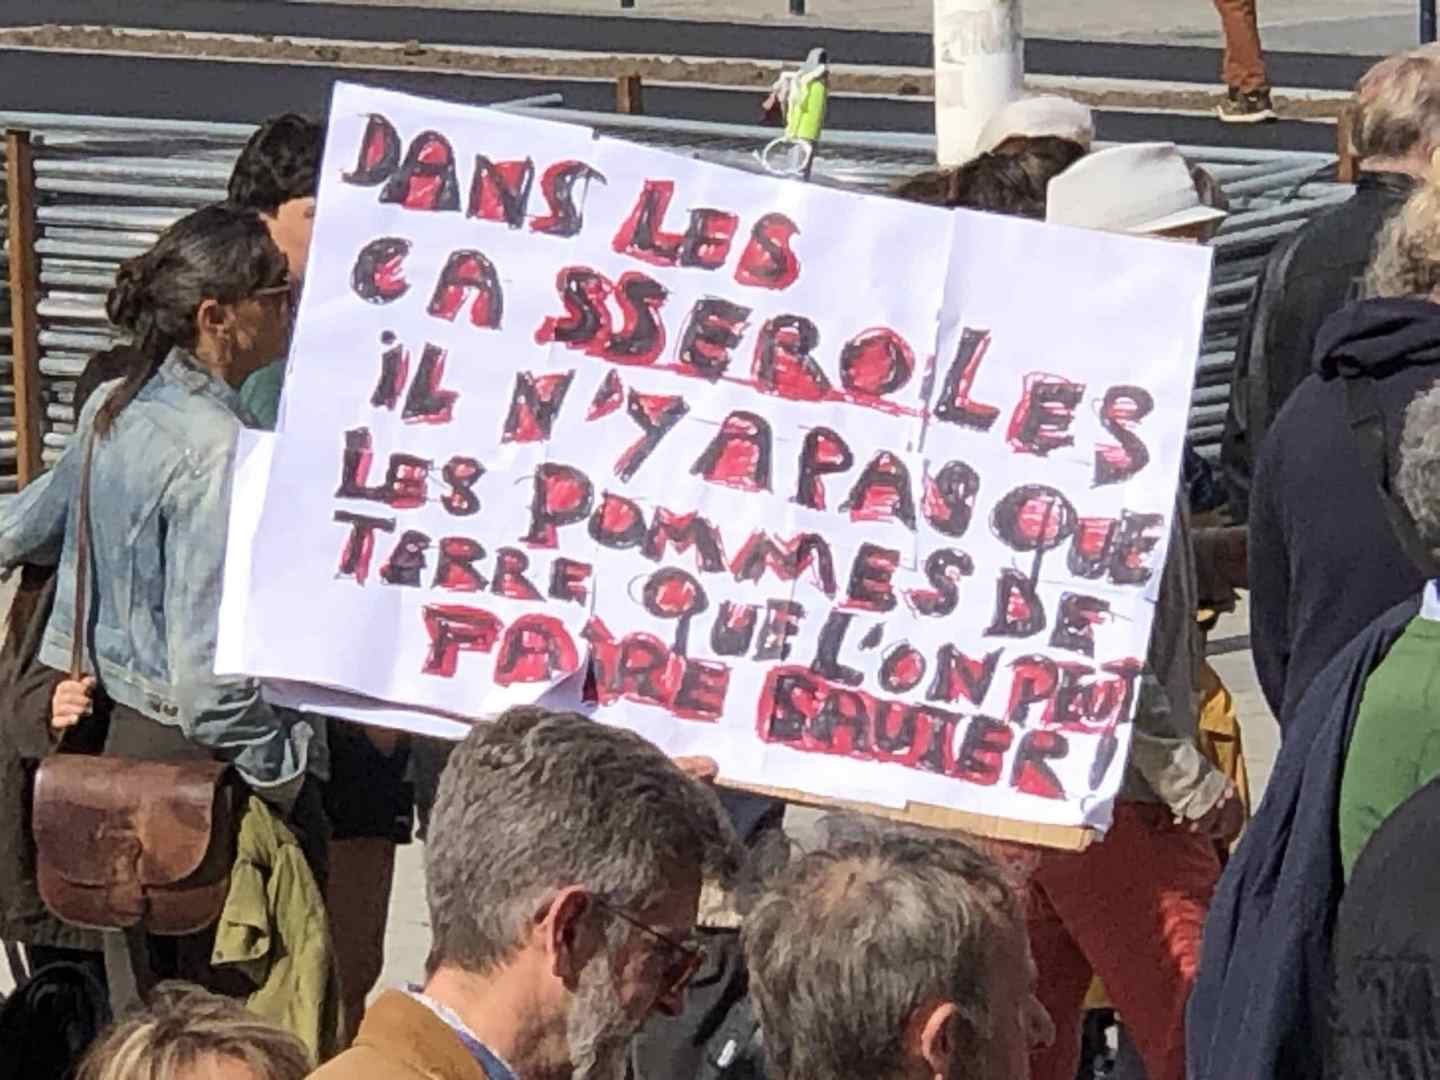 DANS LES
CASSEROLES
iL N'Y A PAS QUE
LES POMMES DE
TERRE QUE L'ON PEUT
FAIRE SAUTER!